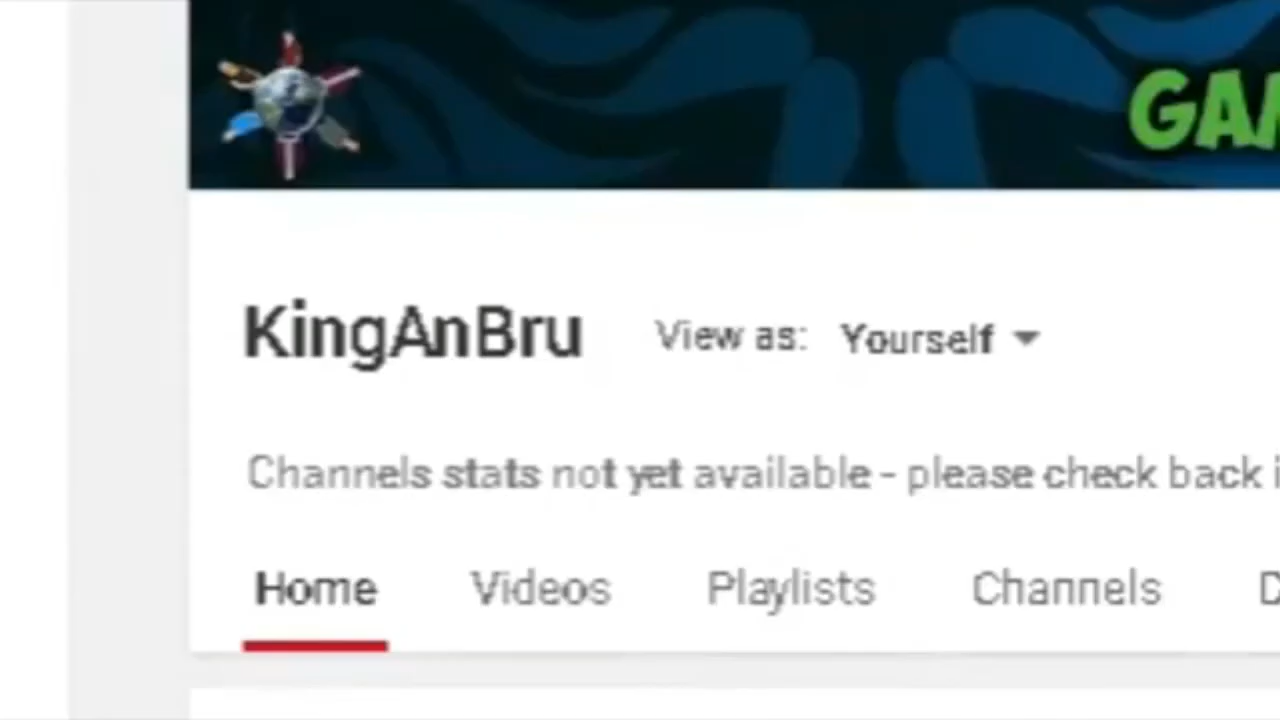 GA
KingAnBru View as: Yourself
Channels stats not yet available - please check back
Home Videos Playlists Channels